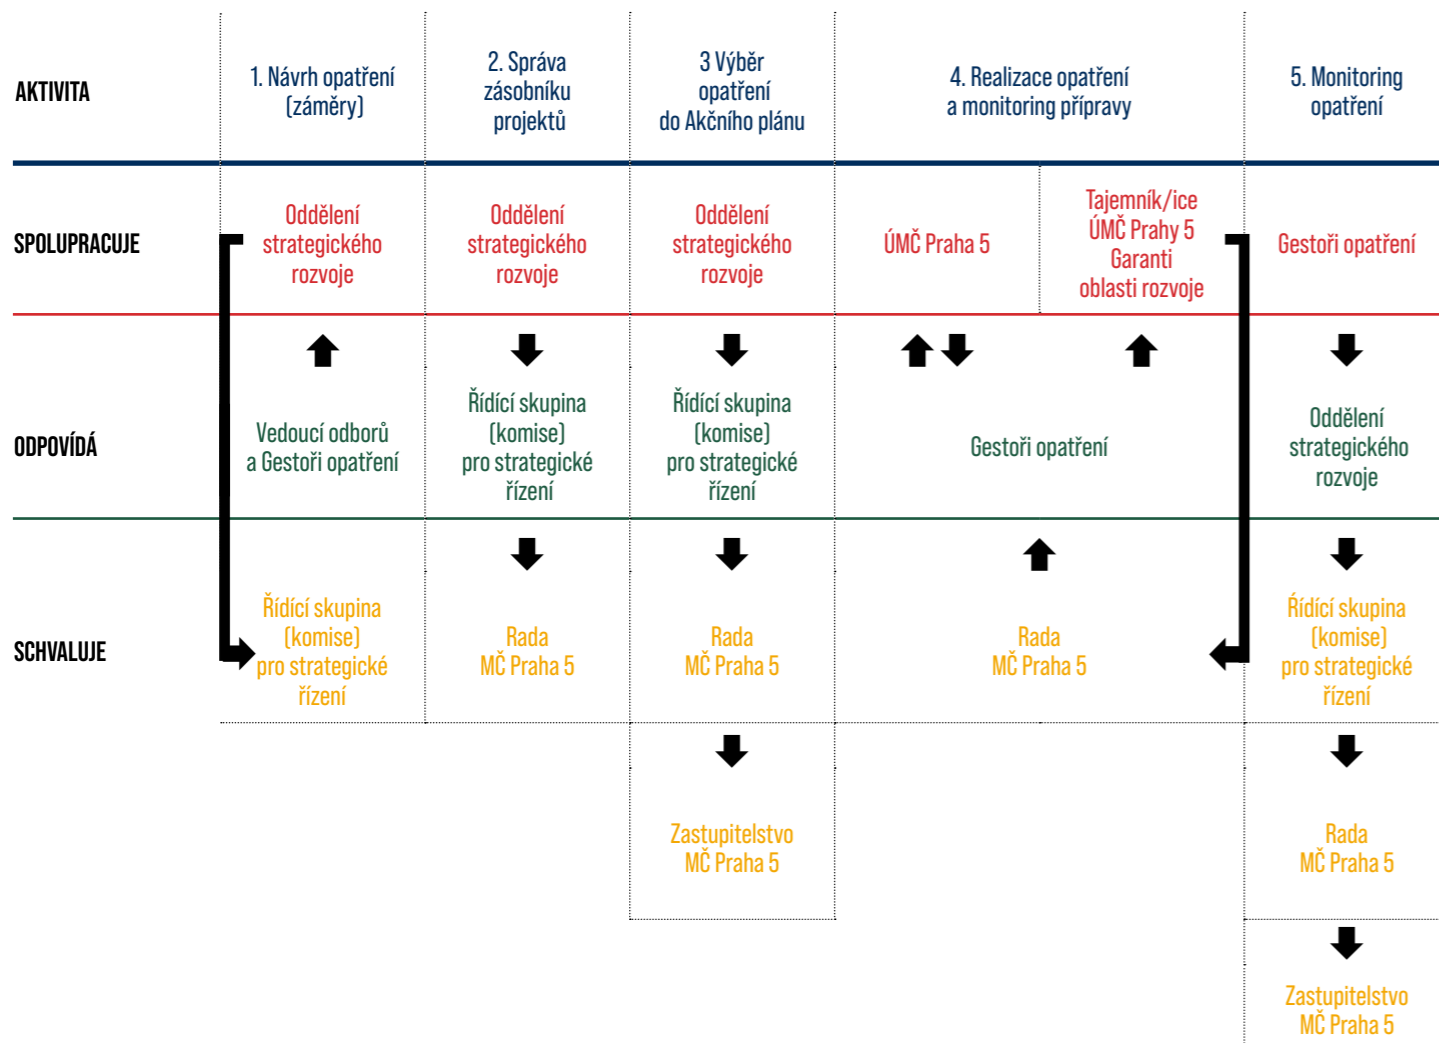 AKTIVITA
1. Návrh opatření
(záměry)
2. Správa
zásobníku
projektů
3 Výběr
opatření
do Akčního plánu
4. Realizace opatření
a monitoring přípravy
5. Monitoring
opatření
SPOLUPRACUJE
Oddělení
strategického
rozvoje
Oddělení
strategického
rozvoje
Oddělení
strategického
rozvoje
ÚMČ Praha 5
Tajemník/ice
ÚMČ Prahy 5
Garanti
oblasti rozvoje
Gestoři opatření
ODPOVÍDÁ
Vedoucí odborů
a Gestoři opatření
Řídící skupina
(komise)
pro strategické
řízení
Řídící skupina
(komise)
pro strategické
řízení
Gestoři opatření
Oddělení
strategického
rozvoje
SCHVALUJE
Řídící skupina
(komise)
pro strategické
řízení
Rada
MČ Praha 5
Rada
MČ Praha 5
Rada
MČ Praha 5
Řídící skupina
(komise)
pro strategické
řízení
Zastupitelstvo
MČ Praha 5
Rada
MČ Praha 5
Zastupitelstvo
MČ Praha 5